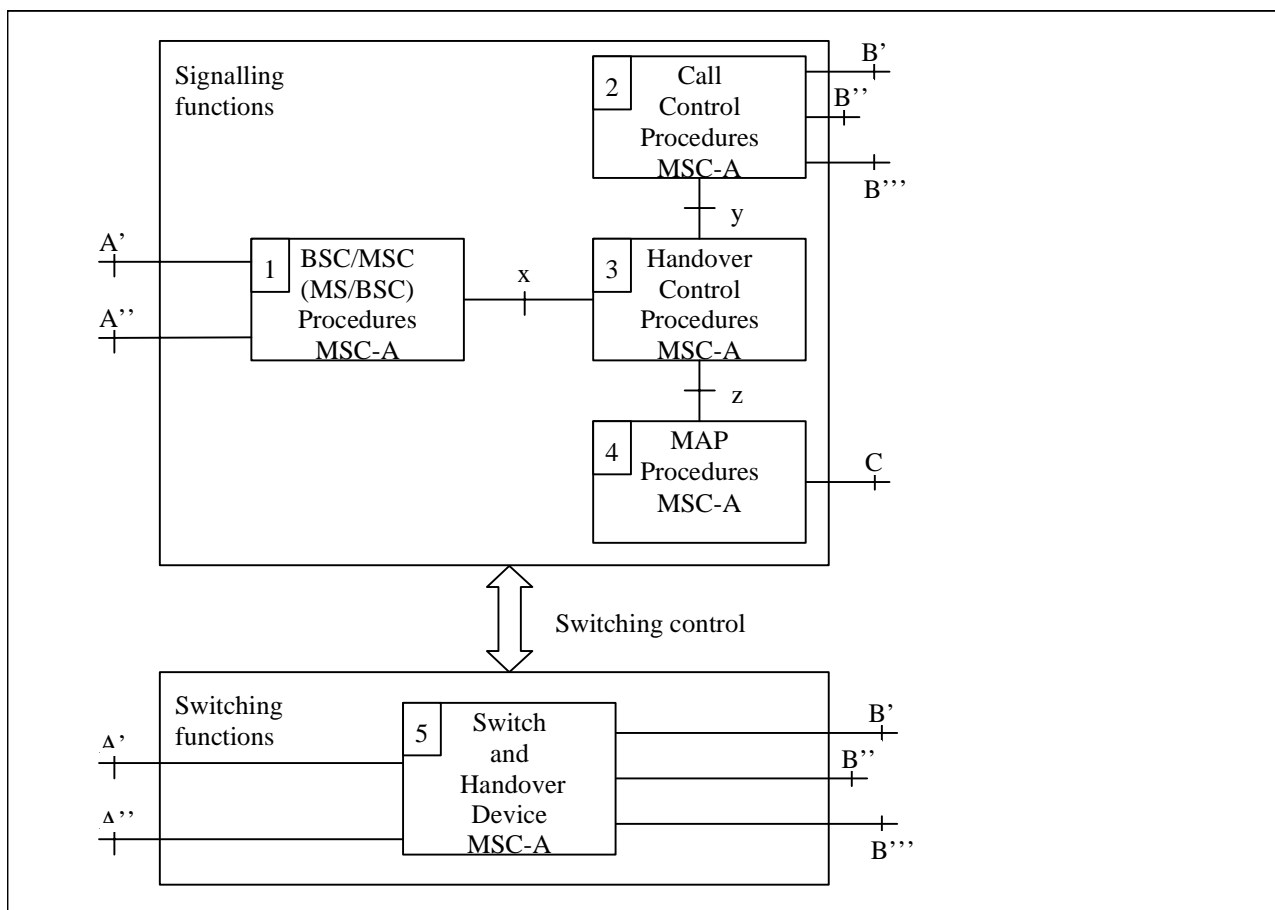 Signalling
functions
2
Call
Control
Procedures
MSC-A
B'
B’’
B’’’
y
A'
A’’
1
BSC/MSC
(MS/BSC)
Procedures
MSC-A
x
3
Handover
Control
Procedures
MSC-A
z
4
MAP
Procedures
MSC-A
C
Switching control
Switching
functions
A'
A’’
5
Switch
and
Handover
Device
MSC-A
B'
B’’
B’’’